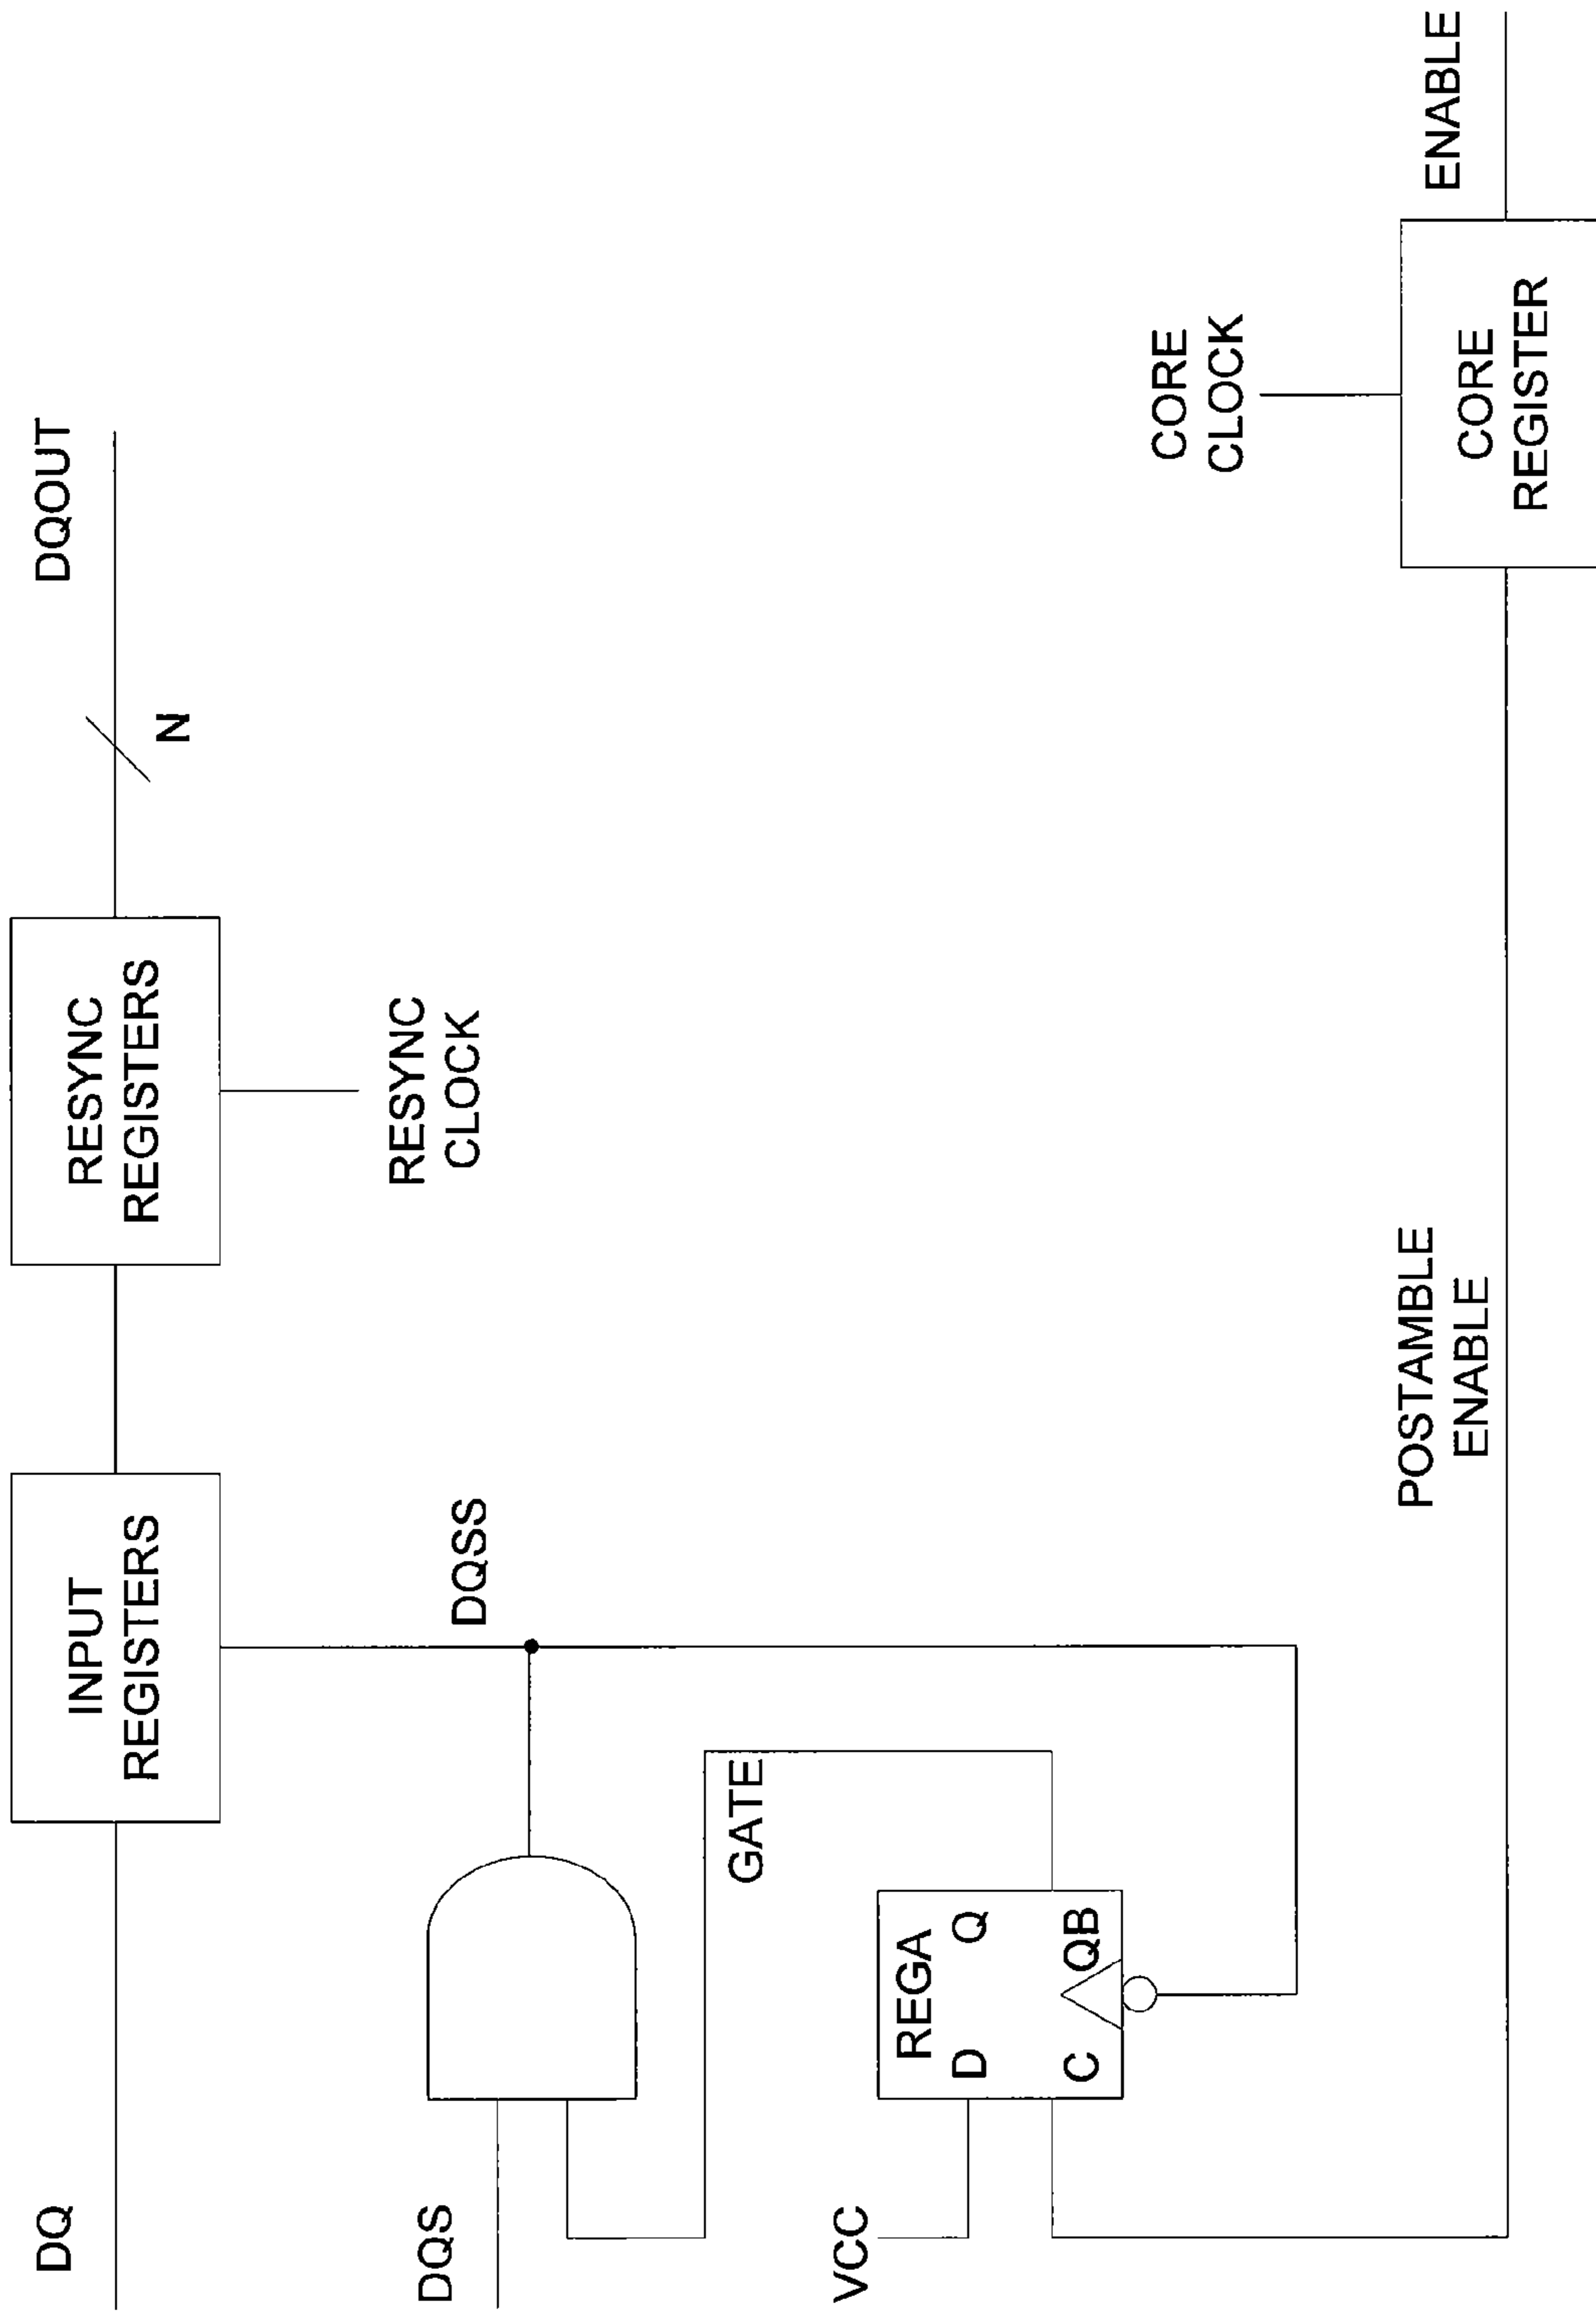 DQ
INPUT
REGISTERS
RESYNC
REGISTERS
DQOUT
N
DQS
DQSS
RESYNC
CLOCK
GATE
VCC
REGA
D Q
C QB
CORE
CLOCK
POSTAMBLE
ENABLE
CORE
REGISTER
ENABLE